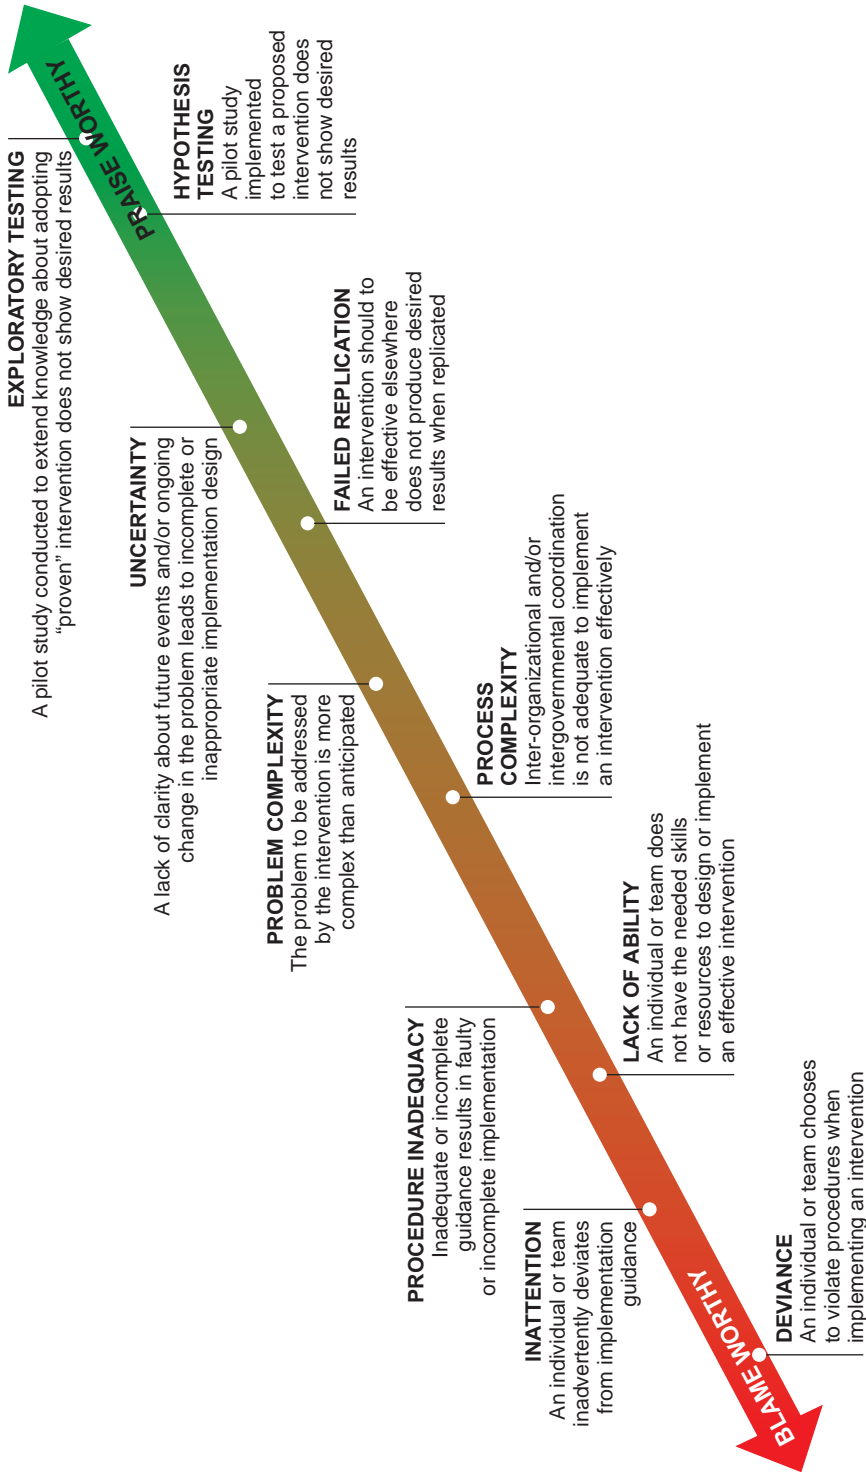 EXPLORATORY TESTING
A pilot study conducted to extend knowledge about adopting
“proven” intervention does not show desired results
PRAISE WORTHY
HYPOTHESIS
TESTING
A pilot study
implemented
to test a proposed
intervention does
not show desired
results
UNCERTAINTY
A lack of clarity about future events and/or ongoing
change in the problem leads to incomplete or
inappropriate implementation design
FAILED REPLICATION
An intervention should to
be effective elsewhere
does not produce desired
results when replicated
PROBLEM COMPLEXITY
The problem to be addressed
by the intervention is more
complex than anticipated
PROCESS
COMPLEXITY
Inter-organizational and/or
intergovernmental coordination
is not adequate to implement
an intervention effectively
PROCEDURE INADEQUACY
Inadequate or incomplete
guidance results in faulty
or incomplete implementation
LACK OF ABILITY
An individual or team does
not have the needed skills
or resources to design or implement
an effective intervention
INATTENTION
An individual or team
inadvertently deviates
from implementation
guidance
BLAME WORTHY
DEVIANCE
An individual or team chooses
to violate procedures when
implementing an intervention